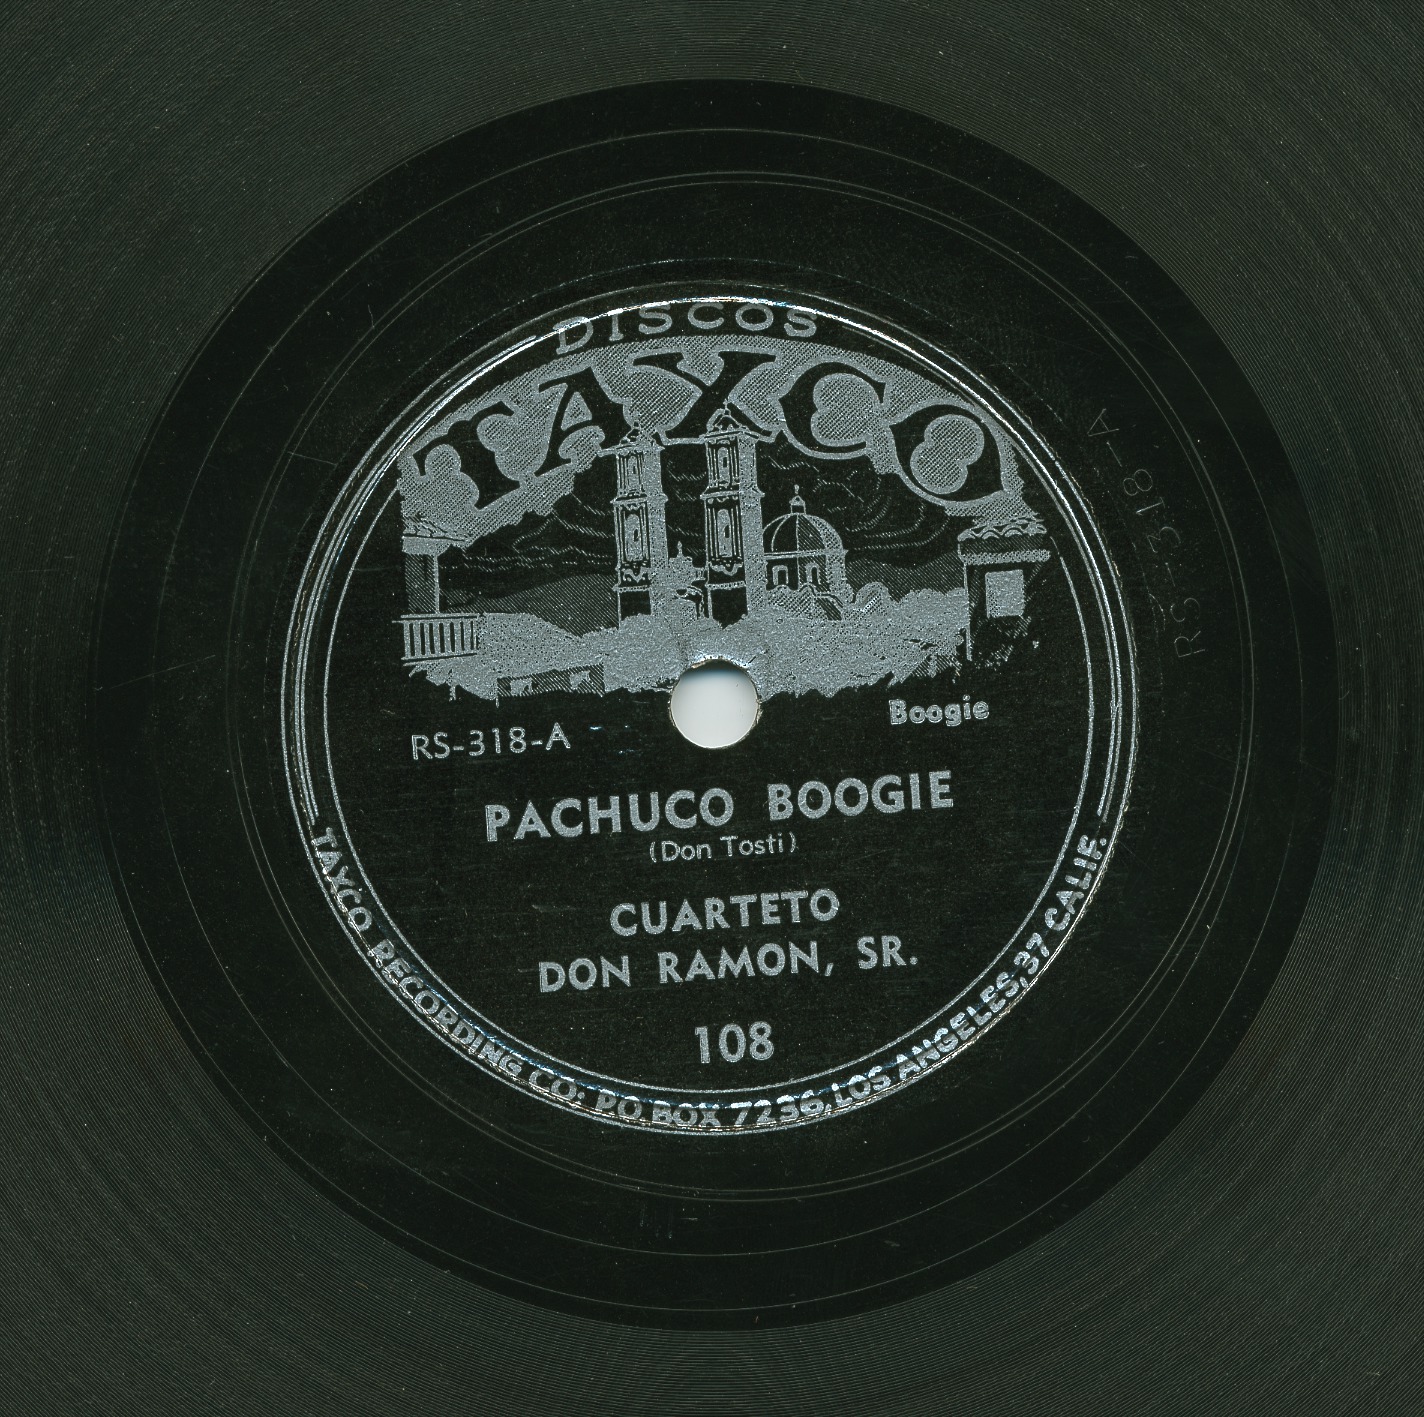 DISCOS
TAXCO
RS-318-A
Boogie
PACHUCO BOOGIE
(Don Tosti)
CUARTETO
DON RAMON, SR.
108
TAXCO RECORDING CO: P.O. BOX 7236, LOS ANGELES, 37 CALIF.
RS-318-A